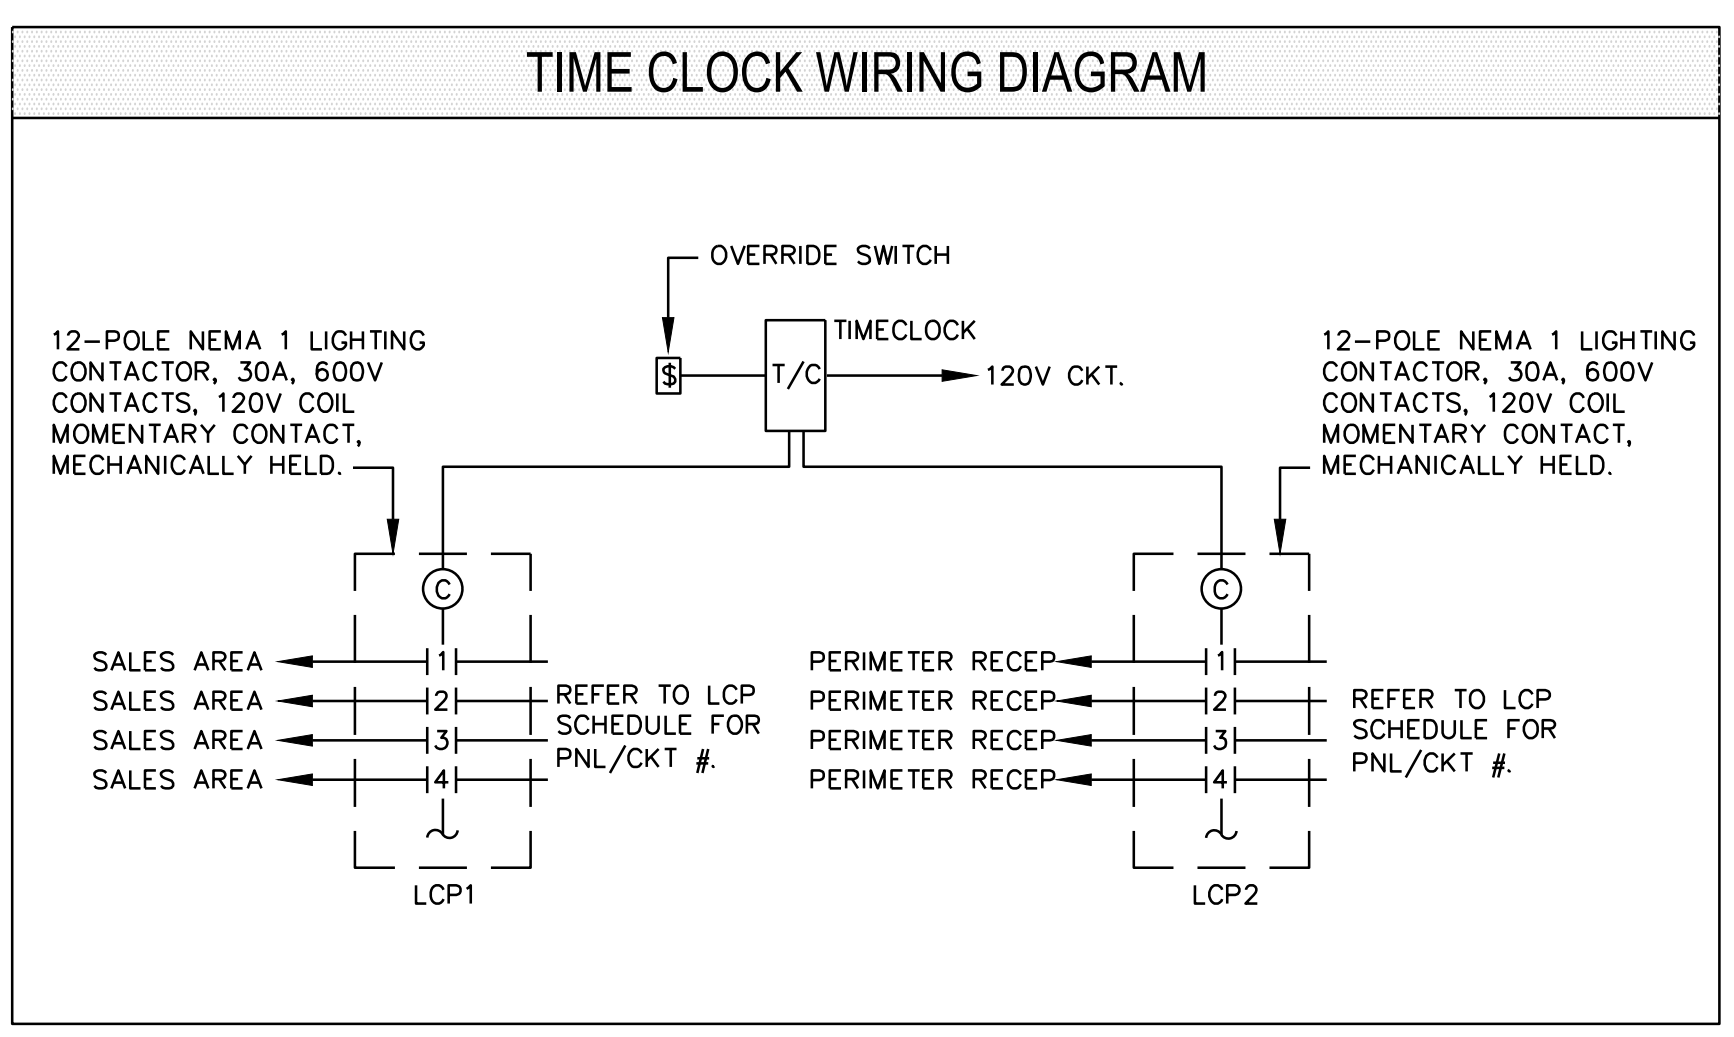 TIME CLOCK WIRING DIAGRAM
OVERRIDE SWITCH
TIMECLOCK
$
T/C
120V CKT.
12-POLE NEMA 1 LIGHTING
CONTACTOR, 30A, 600V
CONTACTS, 120V COIL
MOMENTARY CONTACT,
MECHANICALLY HELD.
12-POLE NEMA 1 LIGHTING
CONTACTOR, 30A, 600V
CONTACTS, 120V COIL
MOMENTARY CONTACT,
MECHANICALLY HELD.
C
SALES AREA 1
SALES AREA 2
SALES AREA 3
SALES AREA 4
REFER TO LCP
SCHEDULE FOR
PNL/CKT #.
LCP1
C
PERIMETER RECEP 1
PERIMETER RECEP 2
PERIMETER RECEP 3
PERIMETER RECEP 4
REFER TO LCP
SCHEDULE FOR
PNL/CKT #.
LCP2